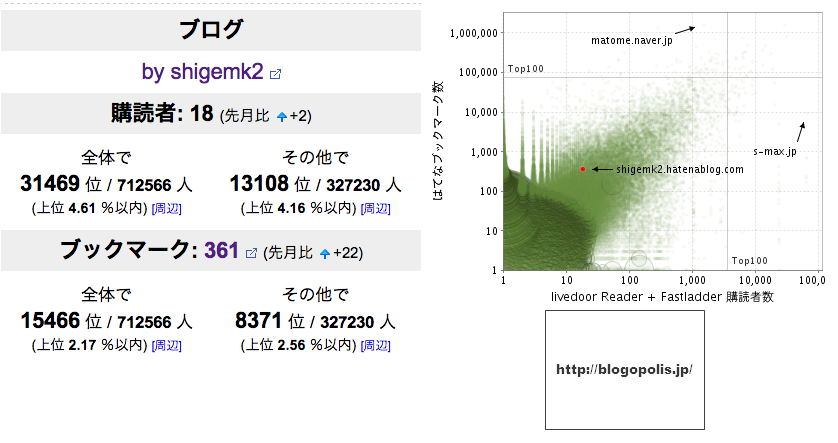 ブログ
by shigemk2
購読者: 18 (先月比 +2)
全体で
31469 位 / 712566 人
(上位 4.61 %以内) [周辺]
その他で
13108 位 / 327230 人
(上位 4.16 %以内) [周辺]
ブックマーク: 361 (先月比 +22)
全体で
15466 位 / 712566 人
(上位 2.17 %以内) [周辺]
その他で
8371 位 / 327230 人
(上位 2.56 %以内) [周辺]
はてなブックマーク数
1,000,000
100,000
10,000
1,000
100
10
1
matome.naver.jp
Top100
s-max.jp
shigemk2.hatenablog.com
Top100
1
10
100
1,000
10,000
100,0
livedoor Reader + Fastladder 購読者数
http://blogopolis.jp/